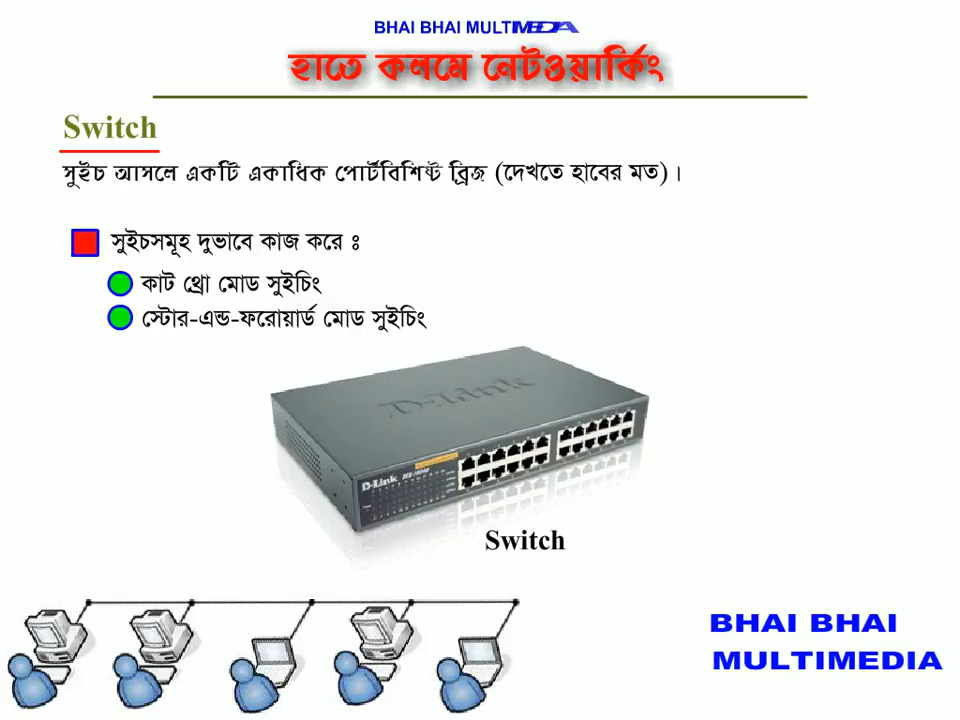 BHAI BHAI MULTIMEDIA
হাতে কলমে নেটওয়ার্কিং
Switch
সুইচ আসলে একটি একাধিক পোর্টবিশিষ্ট ব্রিজ (দেখতে হাবের মত)।
সুইচসমূহ দুভাবে কাজ করে ঃ
কাট থ্রো মোড সুইচিং
স্টোর-এন্ড-ফরোয়ার্ড মোড সুইচিং
D-Link
D-Link
Switch
BHAI BHAI
MULTIMEDIA